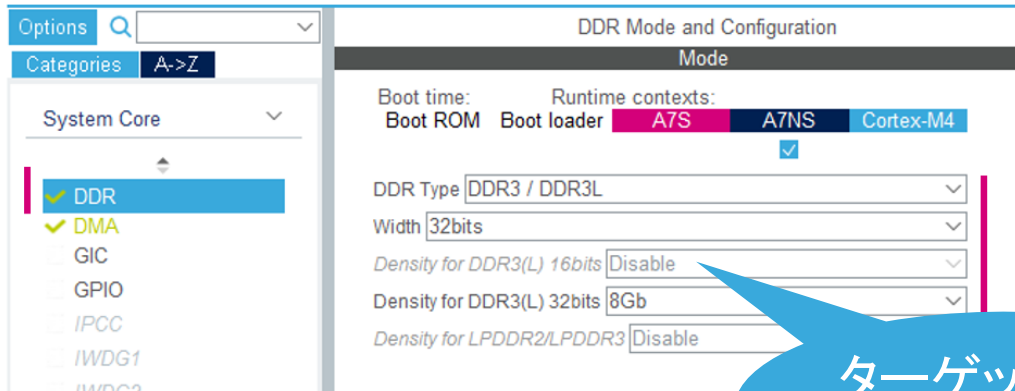 Options
Categories A->Z
System Core
DDR
DMA
GIC
GPIO
IPCC
IWDG1
DDR Mode and Configuration
Mode
Boot time: Runtime contexts:
Boot ROM Boot loader A7S A7NS Cortex-M4
DDR Type DDR3 / DDR3L
Width 32bits
Density for DDR3(L) 16bits Disable
Density for DDR3(L) 32bits 8Gb
Density for LPDDR2/LPDDR3 Disable
ターゲッ